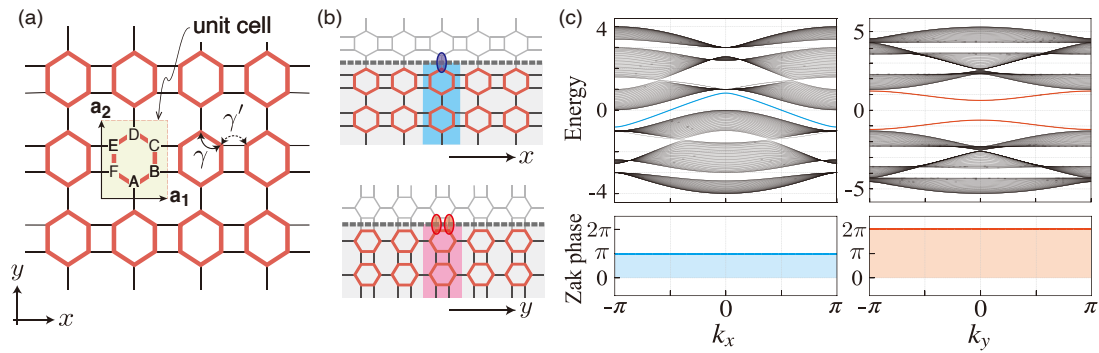 (a)
unit cell
a₂
D
E
C
F
B
A
a₁
γ
γ′
y
x
(b)
x
y
(c)
Energy
4
0
-4
5
0
-5
Zak phase
2π
π
0
2π
π
0
-π
0
π
-π
0
π
kₓ
k_y